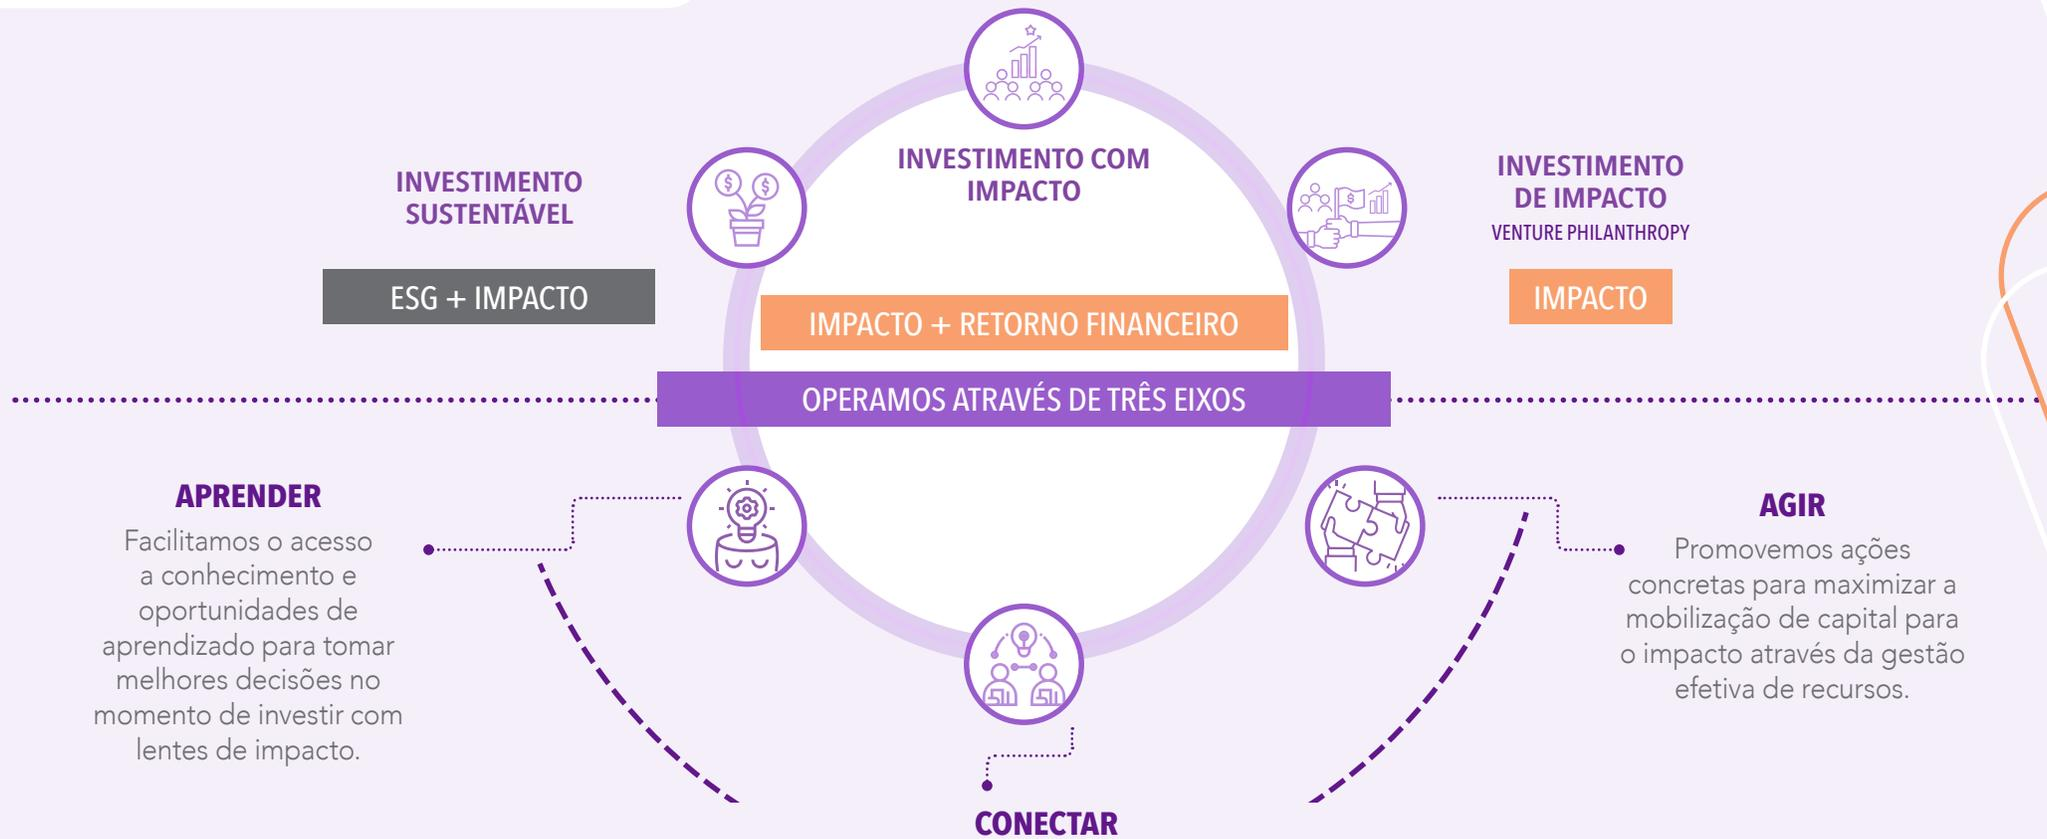 INVESTIMENTO COM
IMPACTO
INVESTIMENTO
SUSTENTÁVEL
INVESTIMENTO
DE IMPACTO
VENTURE PHILANTHROPY
ESG + IMPACTO
IMPACTO + RETORNO FINANCEIRO
IMPACTO
OPERAMOS ATRAVÉS DE TRÊS EIXOS
APRENDER
Facilitamos o acesso
a conhecimento e
oportunidades de
aprendizado para tomar
melhores decisões no
momento de investir com
lentes de impacto.
AGIR
Promovemos ações
concretas para maximizar a
mobilização de capital para
o impacto através da gestão
efetiva de recursos.
CONECTAR